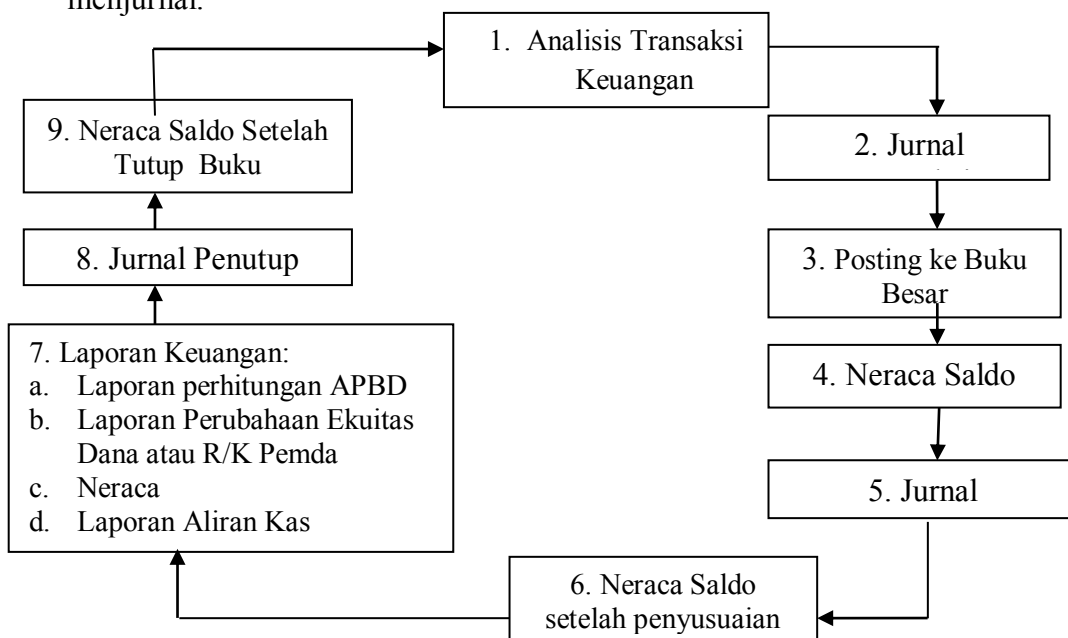 menjurnal.
1. Analisis Transaksi
Keuangan
2. Jurnal
3. Posting ke Buku
Besar
4. Neraca Saldo
5. Jurnal
6. Neraca Saldo
setelah penyusuaian
7. Laporan Keuangan:
a. Laporan perhitungan APBD
b. Laporan Perubahaan Ekuitas
Dana atau R/K Pemda
c. Neraca
d. Laporan Aliran Kas
8. Jurnal Penutup
9. Neraca Saldo Setelah
Tutup Buku